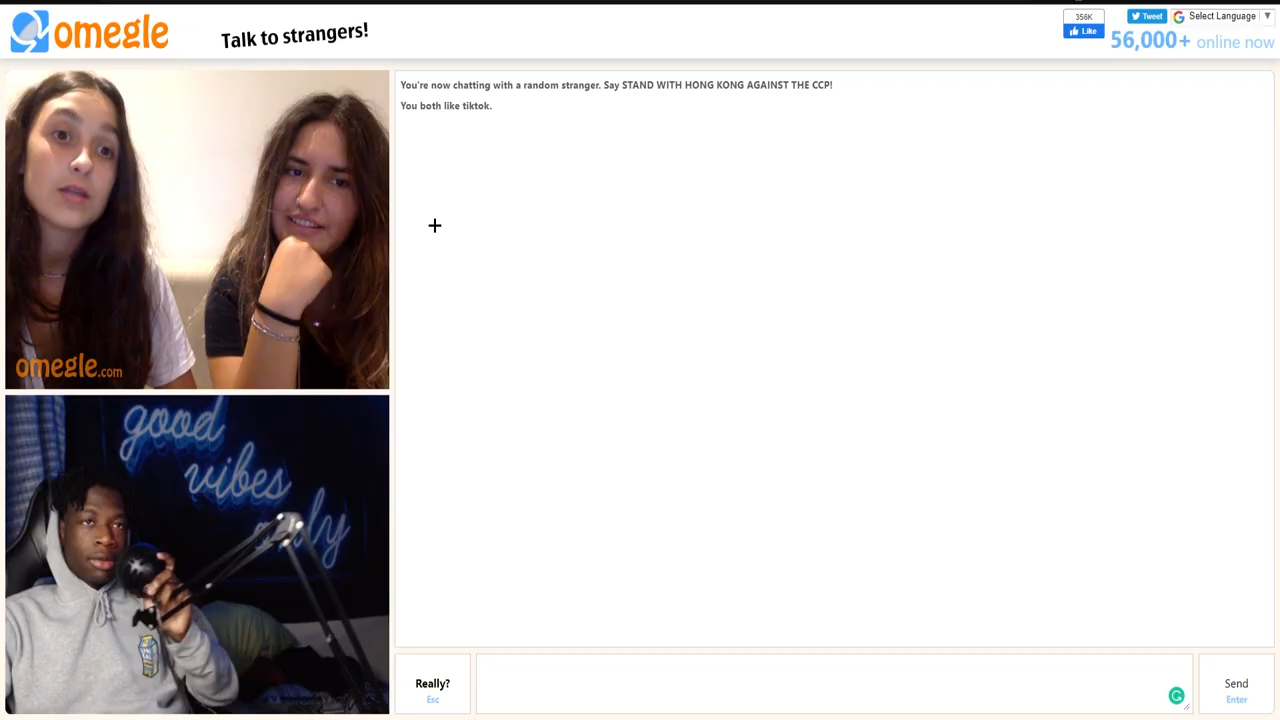 omegle
Talk to strangers!
356K
Like
Tweet
Select Language
56,000+ online now
You're now chatting with a random stranger. Say STAND WITH HONG KONG AGAINST THE CCP!
You both like tiktok.
omegle.com
good
vibes
only
Really?
Esc
Send
Enter